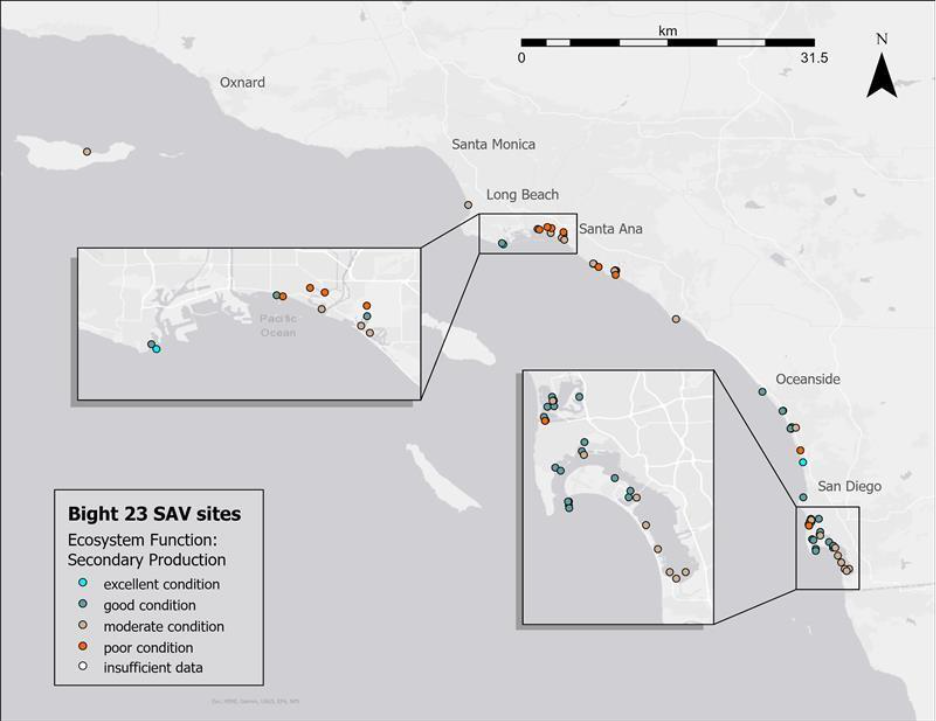 km
0
31.5
N
Oxnard
Santa Monica
Long Beach
Santa Ana
Pacific
Ocean
Oceanside
San Diego
Bight 23 SAV sites
Ecosystem Function:
Secondary Production
excellent condition
good condition
moderate condition
poor condition
insufficient data